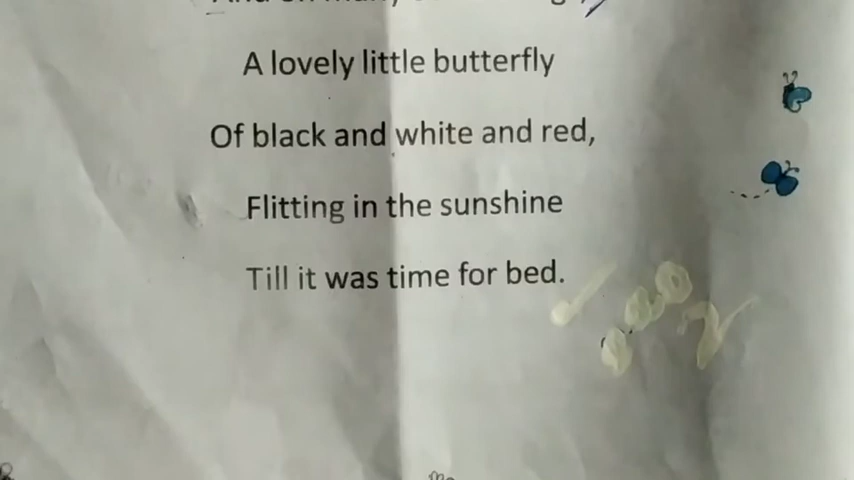 A lovely little butterfly
Of black and white and red,
Flitting in the sunshine
Till it was time for bed.